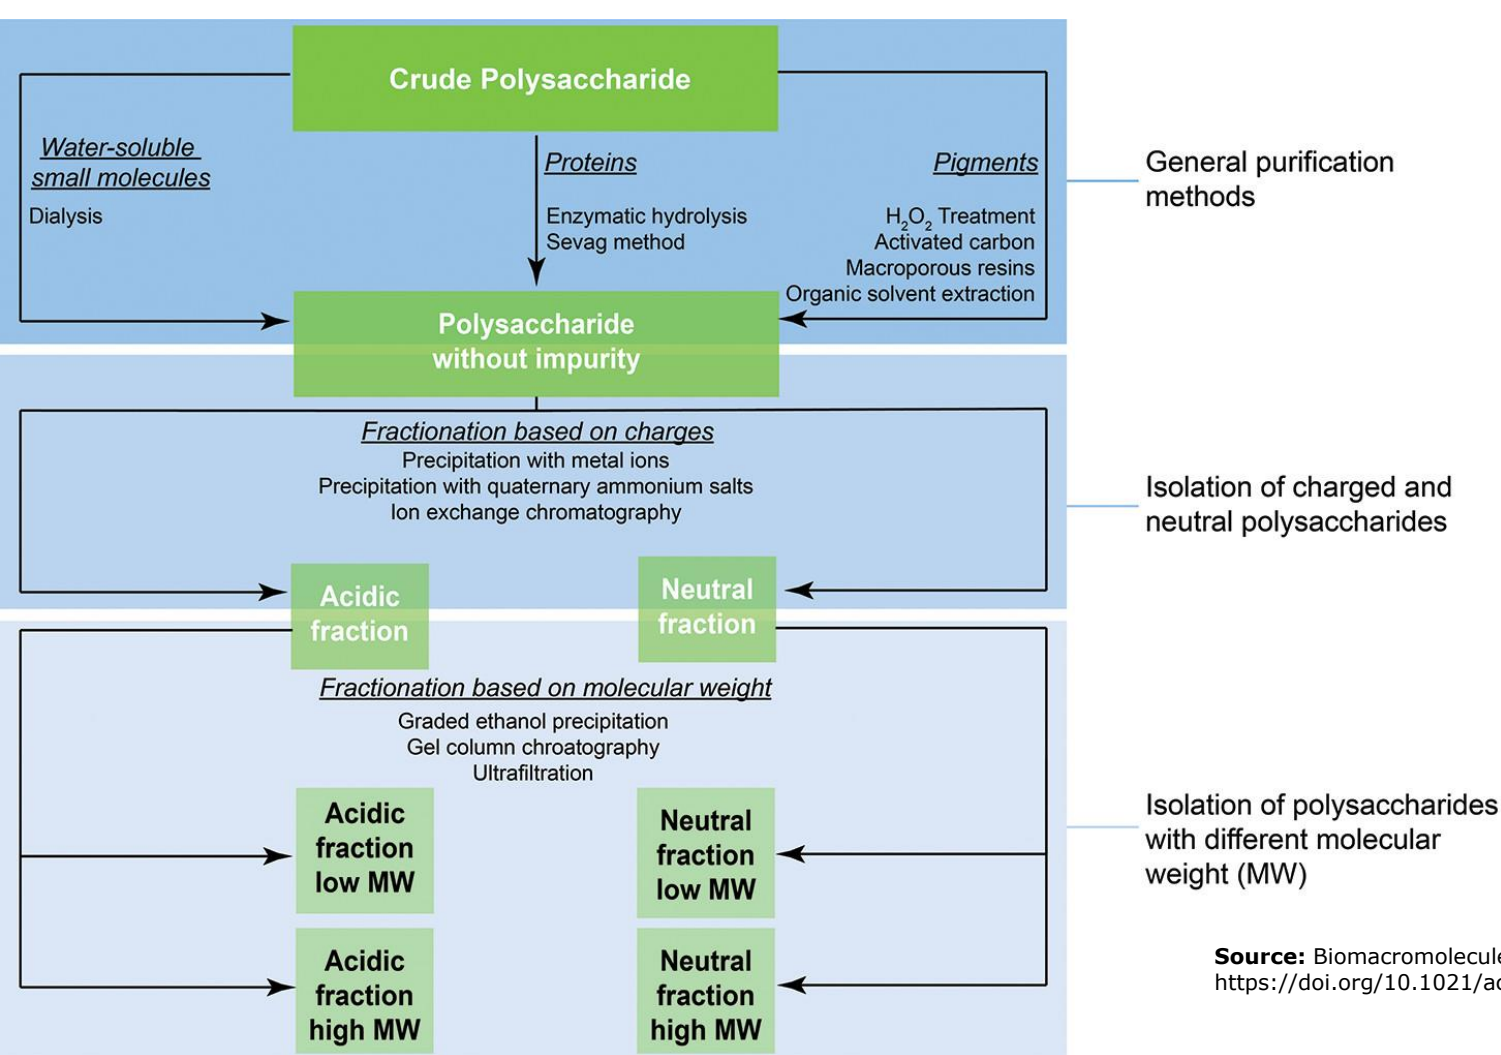 Crude Polysaccharide
Water-soluble
small molecules
Dialysis
Proteins
Enzymatic hydrolysis
Sevag method
Pigments
H₂O₂ Treatment
Activated carbon
Macroporous resins
Organic solvent extraction
General purification
methods
Polysaccharide
without impurity
Fractionation based on charges
Precipitation with metal ions
Precipitation with quaternary ammonium salts
Ion exchange chromatography
Isolation of charged and
neutral polysaccharides
Acidic
fraction
Neutral
fraction
Fractionation based on molecular weight
Graded ethanol precipitation
Gel column chroatography
Ultrafiltration
Acidic
fraction
low MW
Neutral
fraction
low MW
Isolation of polysaccharides
with different molecular
weight (MW)
Acidic
fraction
high MW
Neutral
fraction
high MW
Source: Biomacromolecule
https://doi.org/10.1021/a